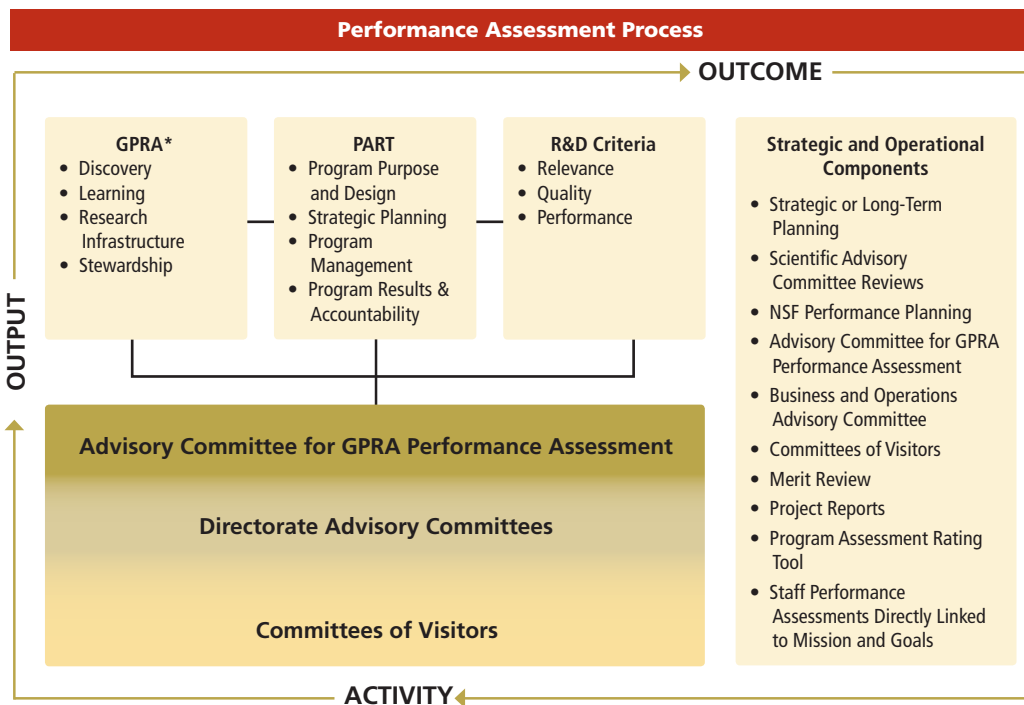 Performance Assessment Process
OUTCOME
GPRA*
• Discovery
• Learning
• Research
Infrastructure
• Stewardship
PART
• Program Purpose
and Design
• Strategic Planning
• Program
Management
• Program Results &
Accountability
R&D Criteria
• Relevance
• Quality
• Performance
Strategic and Operational
Components
• Strategic or Long-Term
Planning
• Scientific Advisory
Committee Reviews
• NSF Performance Planning
• Advisory Committee for GPRA
Performance Assessment
• Business and Operations
Advisory Committee
• Committees of Visitors
• Merit Review
• Project Reports
• Program Assessment Rating
Tool
• Staff Performance
Assessments Directly Linked
to Mission and Goals
OUTPUT
Advisory Committee for GPRA Performance Assessment
Directorate Advisory Committees
Committees of Visitors
ACTIVITY